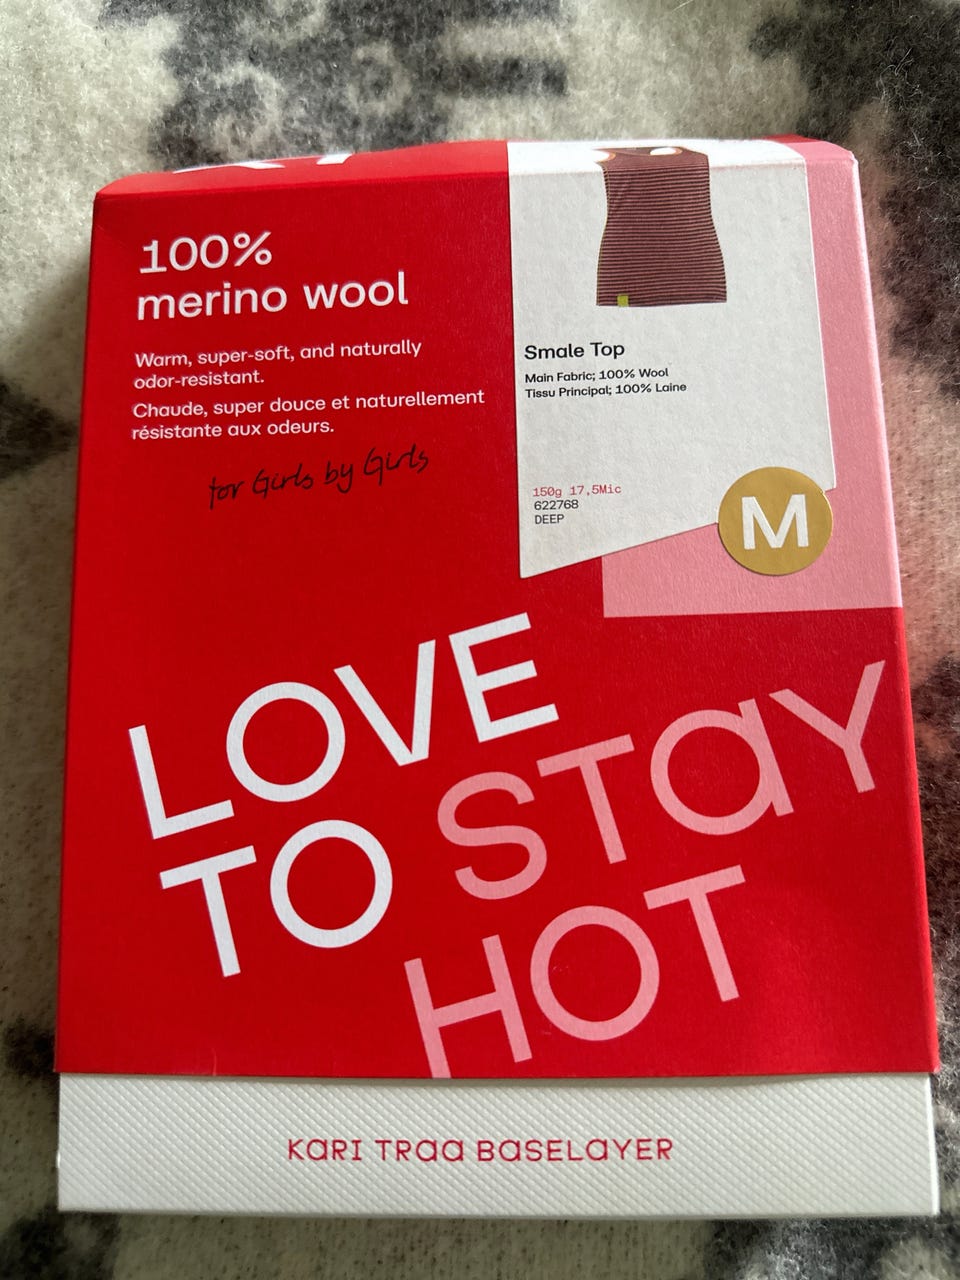 100%
merino wool
Warm, super-soft, and naturally
odor-resistant.
Chaude, super douce et naturellement
résistante aux odeurs.
for Girls by Girls
Smale Top
Main Fabric; 100% Wool
Tissu Principal; 100% Laine
150g 17,5Mic
622768
DEEP
M
LOVE
TO STaY
HOT
KaRI TRaa BaSELaYER